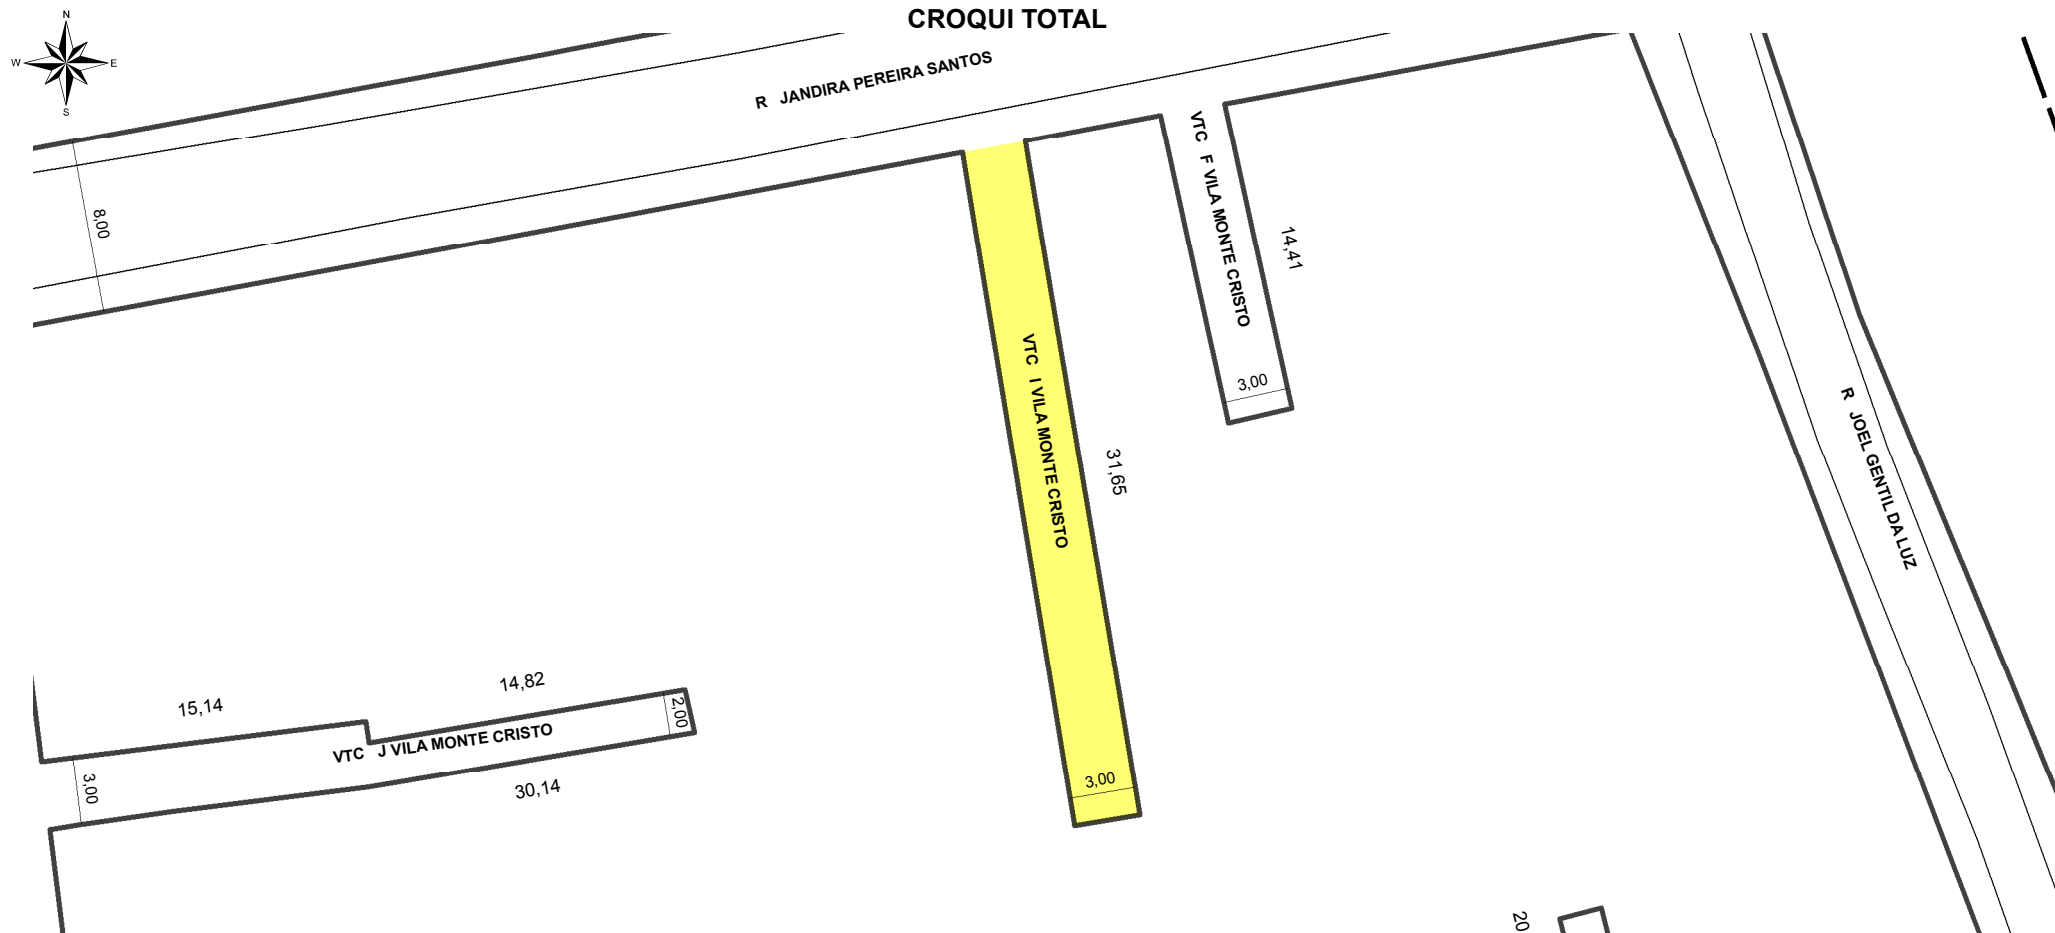 CROQUI TOTAL
N
W
E
S
R JANDIRA PEREIRA SANTOS
8,00
VTC F VILA MONTE CRISTO
14,41
3,00
VTC I VILA MONTE CRISTO
31,65
3,00
R JOEL GENTIL DA LUZ
15,14
14,82
2,00
VTC J VILA MONTE CRISTO
3,00
30,14
20